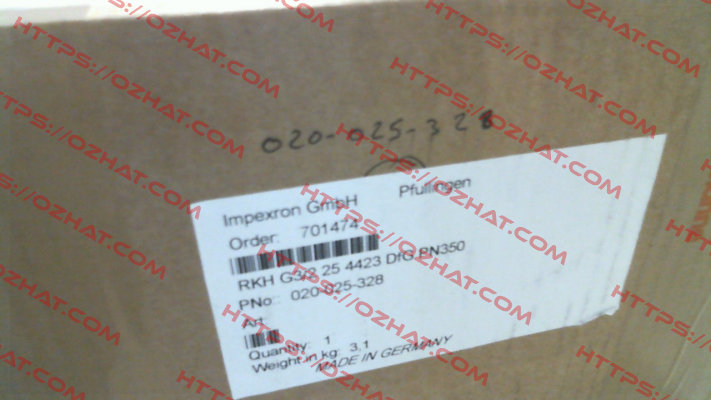 020-025-328
Impexron GmbH Pfullingen
Order: 701474
RKH G3/2 25 4423 DfG BN350
PNo: 020-025-328
Art:
Quantity: 1
Weight in kg: 3,1
MADE IN GERMANY
HTTPS://OZHAT.COM